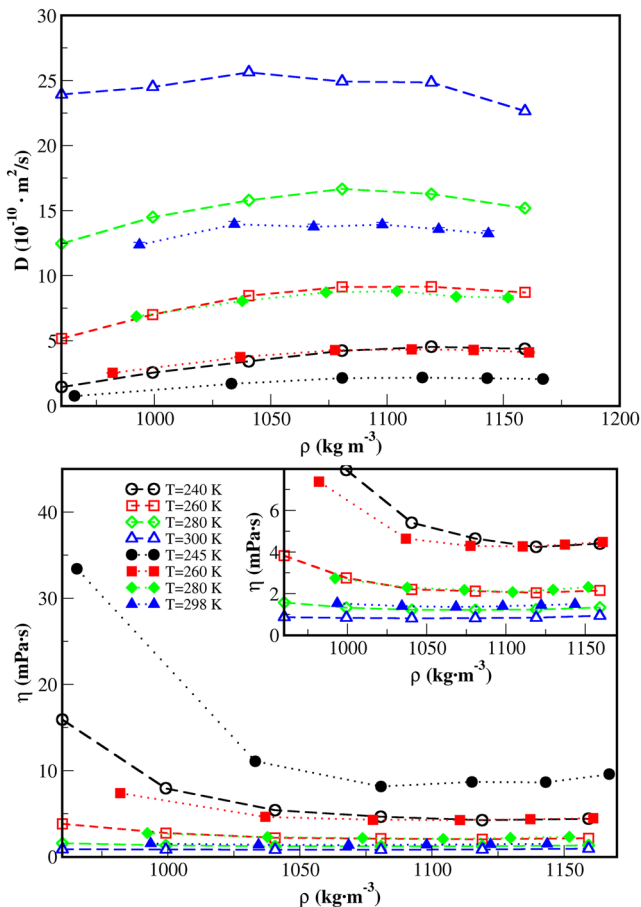 30
25
20
15
10
5
0
D (10⁻¹⁰ · m²/s)
1000 1050 1100 1150 1200
ρ (kg m⁻³)
40
30
20
10
0
η (mPa·s)
T=240 K
T=260 K
T=280 K
T=300 K
T=245 K
T=260 K
T=280 K
T=298 K
6
4
2
0
η (mPa·s)
1000 1050 1100 1150
ρ (kg·m⁻³)
1000 1050 1100 1150
ρ (kg·m⁻³)